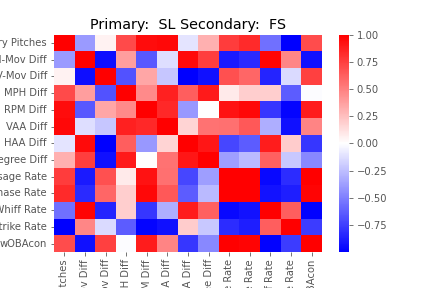 Primary: SL Secondary: FS
ry Pitches
-Mov Diff
V-Mov Diff
MPH Diff
RPM Diff
VAA Diff
HAA Diff
egree Diff
sage Rate
hase Rate
Whiff Rate
trike Rate
wOBAcon
tches
v Diff
ov Diff
H Diff
M Diff
A Diff
A Diff
e Diff
e Rate
e Rate
f Rate
e Rate
BAcon
1.00
0.75
0.50
0.25
0.00
−0.25
−0.50
−0.75